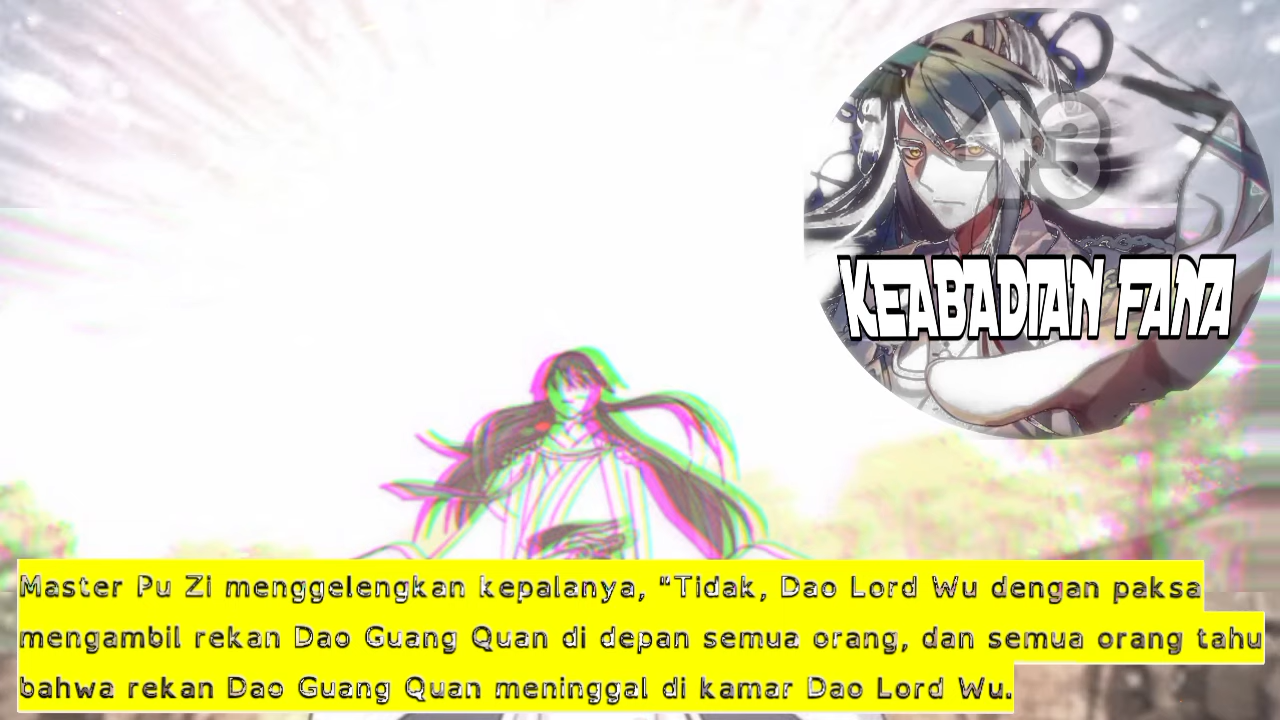 KEABADIAN FANA
Master Pu Zi menggelengkan kepalanya, "Tidak, Dao Lord Wu dengan paksa
mengambil rekan Dao Guang Quan di depan semua orang, dan semua orang tahu
bahwa rekan Dao Guang Quan meninggal di kamar Dao Lord Wu.